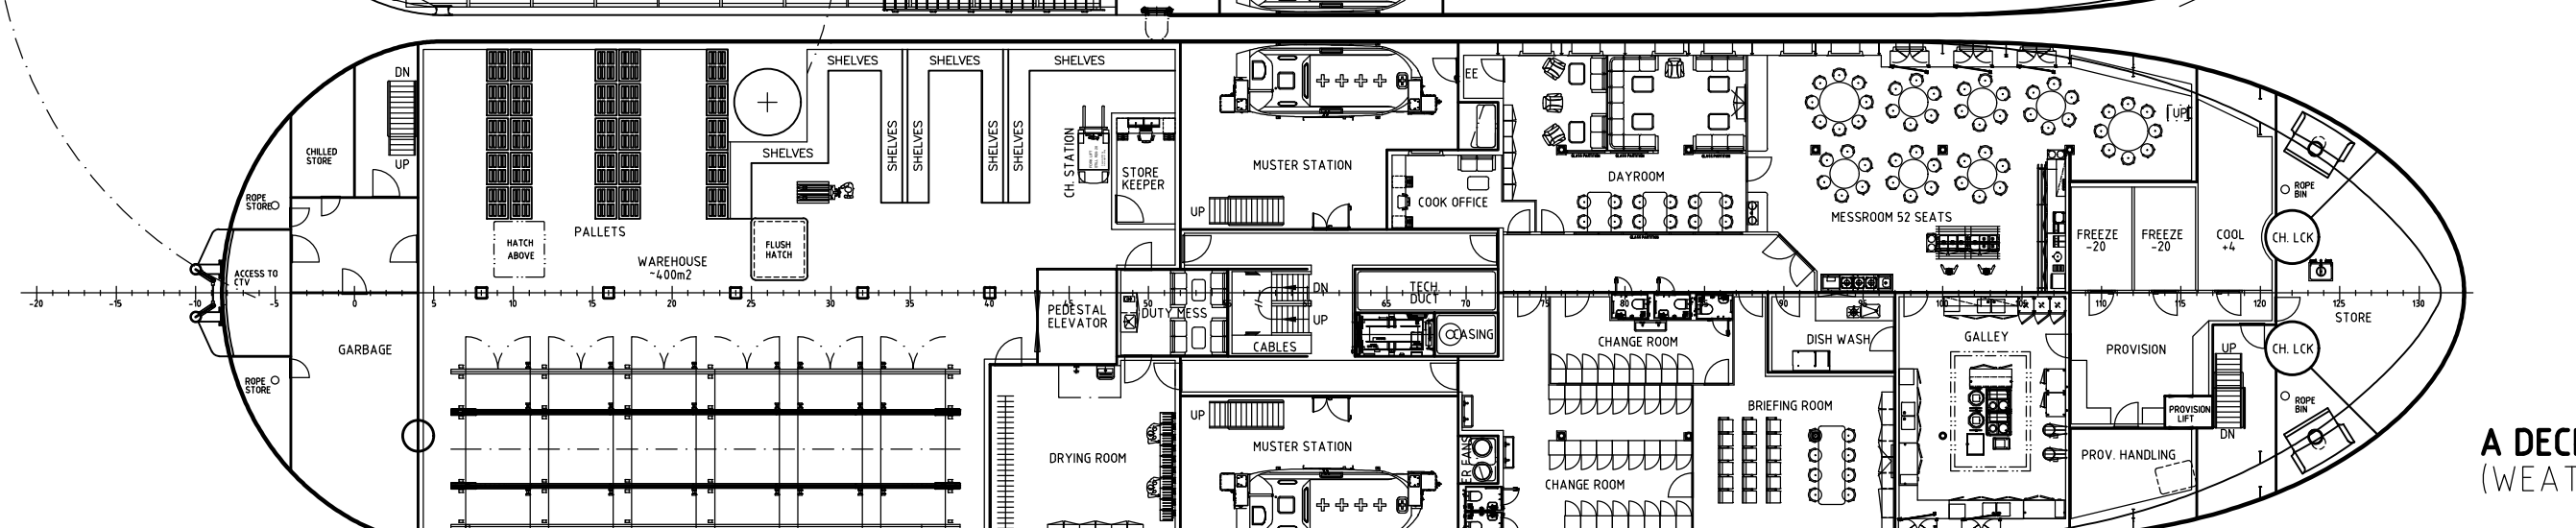 DN
UP
CHILLED
STORE
ROPE
STORE
ACCESS TO
CTV
ROPE
STORE
GARBAGE
PALLETS
HATCH
ABOVE
WAREHOUSE
~400m2
FLUSH
HATCH
SHELVES
SHELVES
SHELVES
SHELVES
SHELVES
SHELVES
SHELVES
SHELVES
CH. STATION
STORE
KEEPER
MUSTER STATION
UP
EE
COOK OFFICE
DAYROOM
MESSROOM 52 SEATS
UP
FREEZE
-20
FREEZE
-20
COOL
+4
ROPE
BIN
CH. LCK
-20 -15 -10 -5 0 5 10 15 20 25 30 35 40 45 50 65 70 75 80 90 95 100 105 110 115 120 125 130
PEDESTAL
ELEVATOR
DUTY MESS
DN
UP
CABLES
TECH
DUCT
CASING
CHANGE ROOM
DISH WASH
GALLEY
PROVISION
UP
CH. LCK
STORE
DRYING ROOM
UP
MUSTER STATION
CHANGE ROOM
BRIEFING ROOM
PROVISION
LIFT
DN
PROV. HANDLING
ROPE
BIN
A DEC
(WEAT